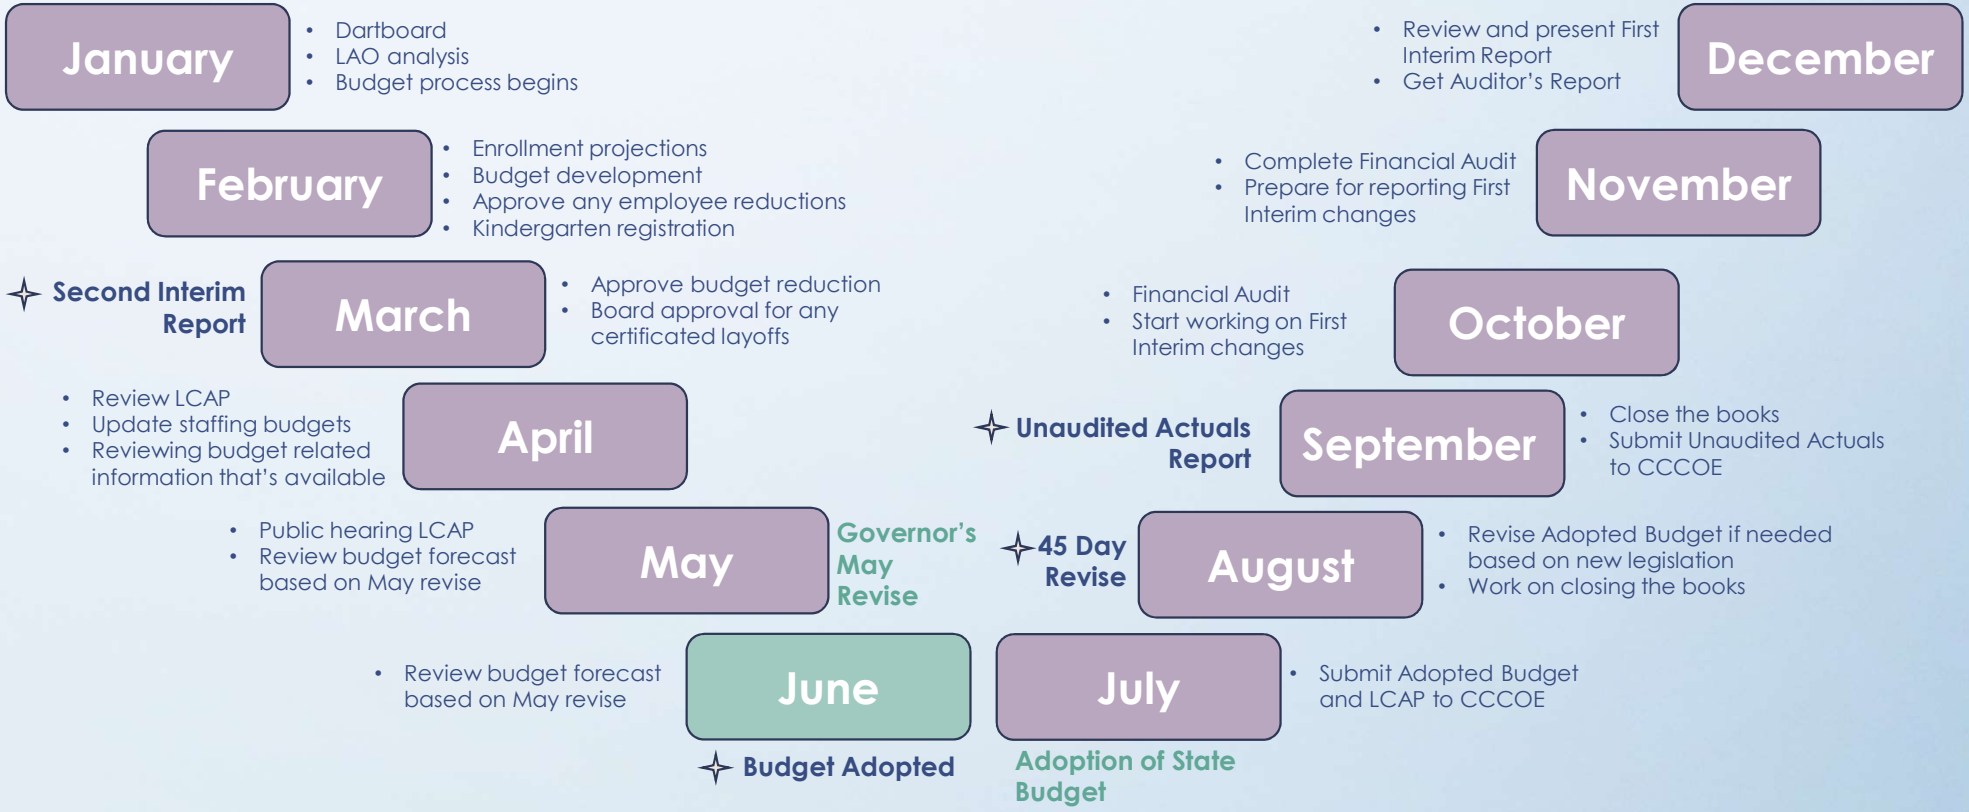 January
• Dartboard
• LAO analysis
• Budget process begins
February
• Enrollment projections
• Budget development
• Approve any employee reductions
• Kindergarten registration
Second Interim
Report
March
• Approve budget reduction
• Board approval for any
certificated layoffs
• Review LCAP
• Update staffing budgets
• Reviewing budget related
information that’s available
April
• Public hearing LCAP
• Review budget forecast
based on May revise
May
Governor’s
May
Revise
• Review budget forecast
based on May revise
June
Budget Adopted
July
• Submit Adopted Budget
and LCAP to CCCOE
Adoption of State
Budget
45 Day
Revise
August
• Revise Adopted Budget if needed
based on new legislation
• Work on closing the books
Unaudited Actuals
Report
September
• Close the books
• Submit Unaudited Actuals
to CCCOE
• Financial Audit
• Start working on First
Interim changes
October
• Complete Financial Audit
• Prepare for reporting First
Interim changes
November
• Review and present First
Interim Report
• Get Auditor’s Report
December